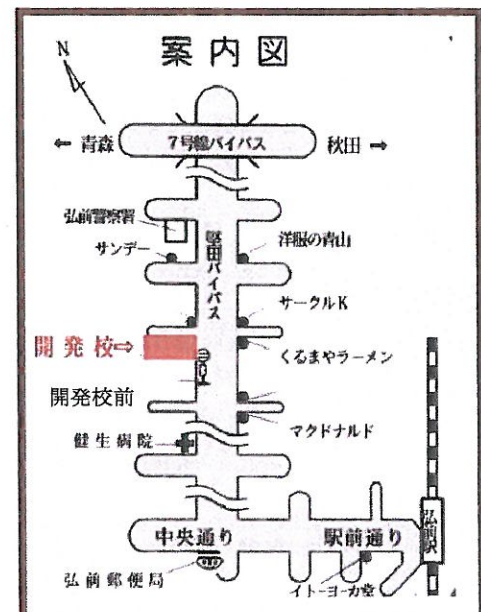 案内図
N
← 青森
7号線バイパス
秋田 →
弘前警察署
サンデー
堅田バイパス
洋服の青山
サークルK
開発校⇒
くるまやラーメン
開発校前
マクドナルド
健生病院
中央通り
駅前通り
弘前駅
弘前郵便局
イトーヨーカ堂